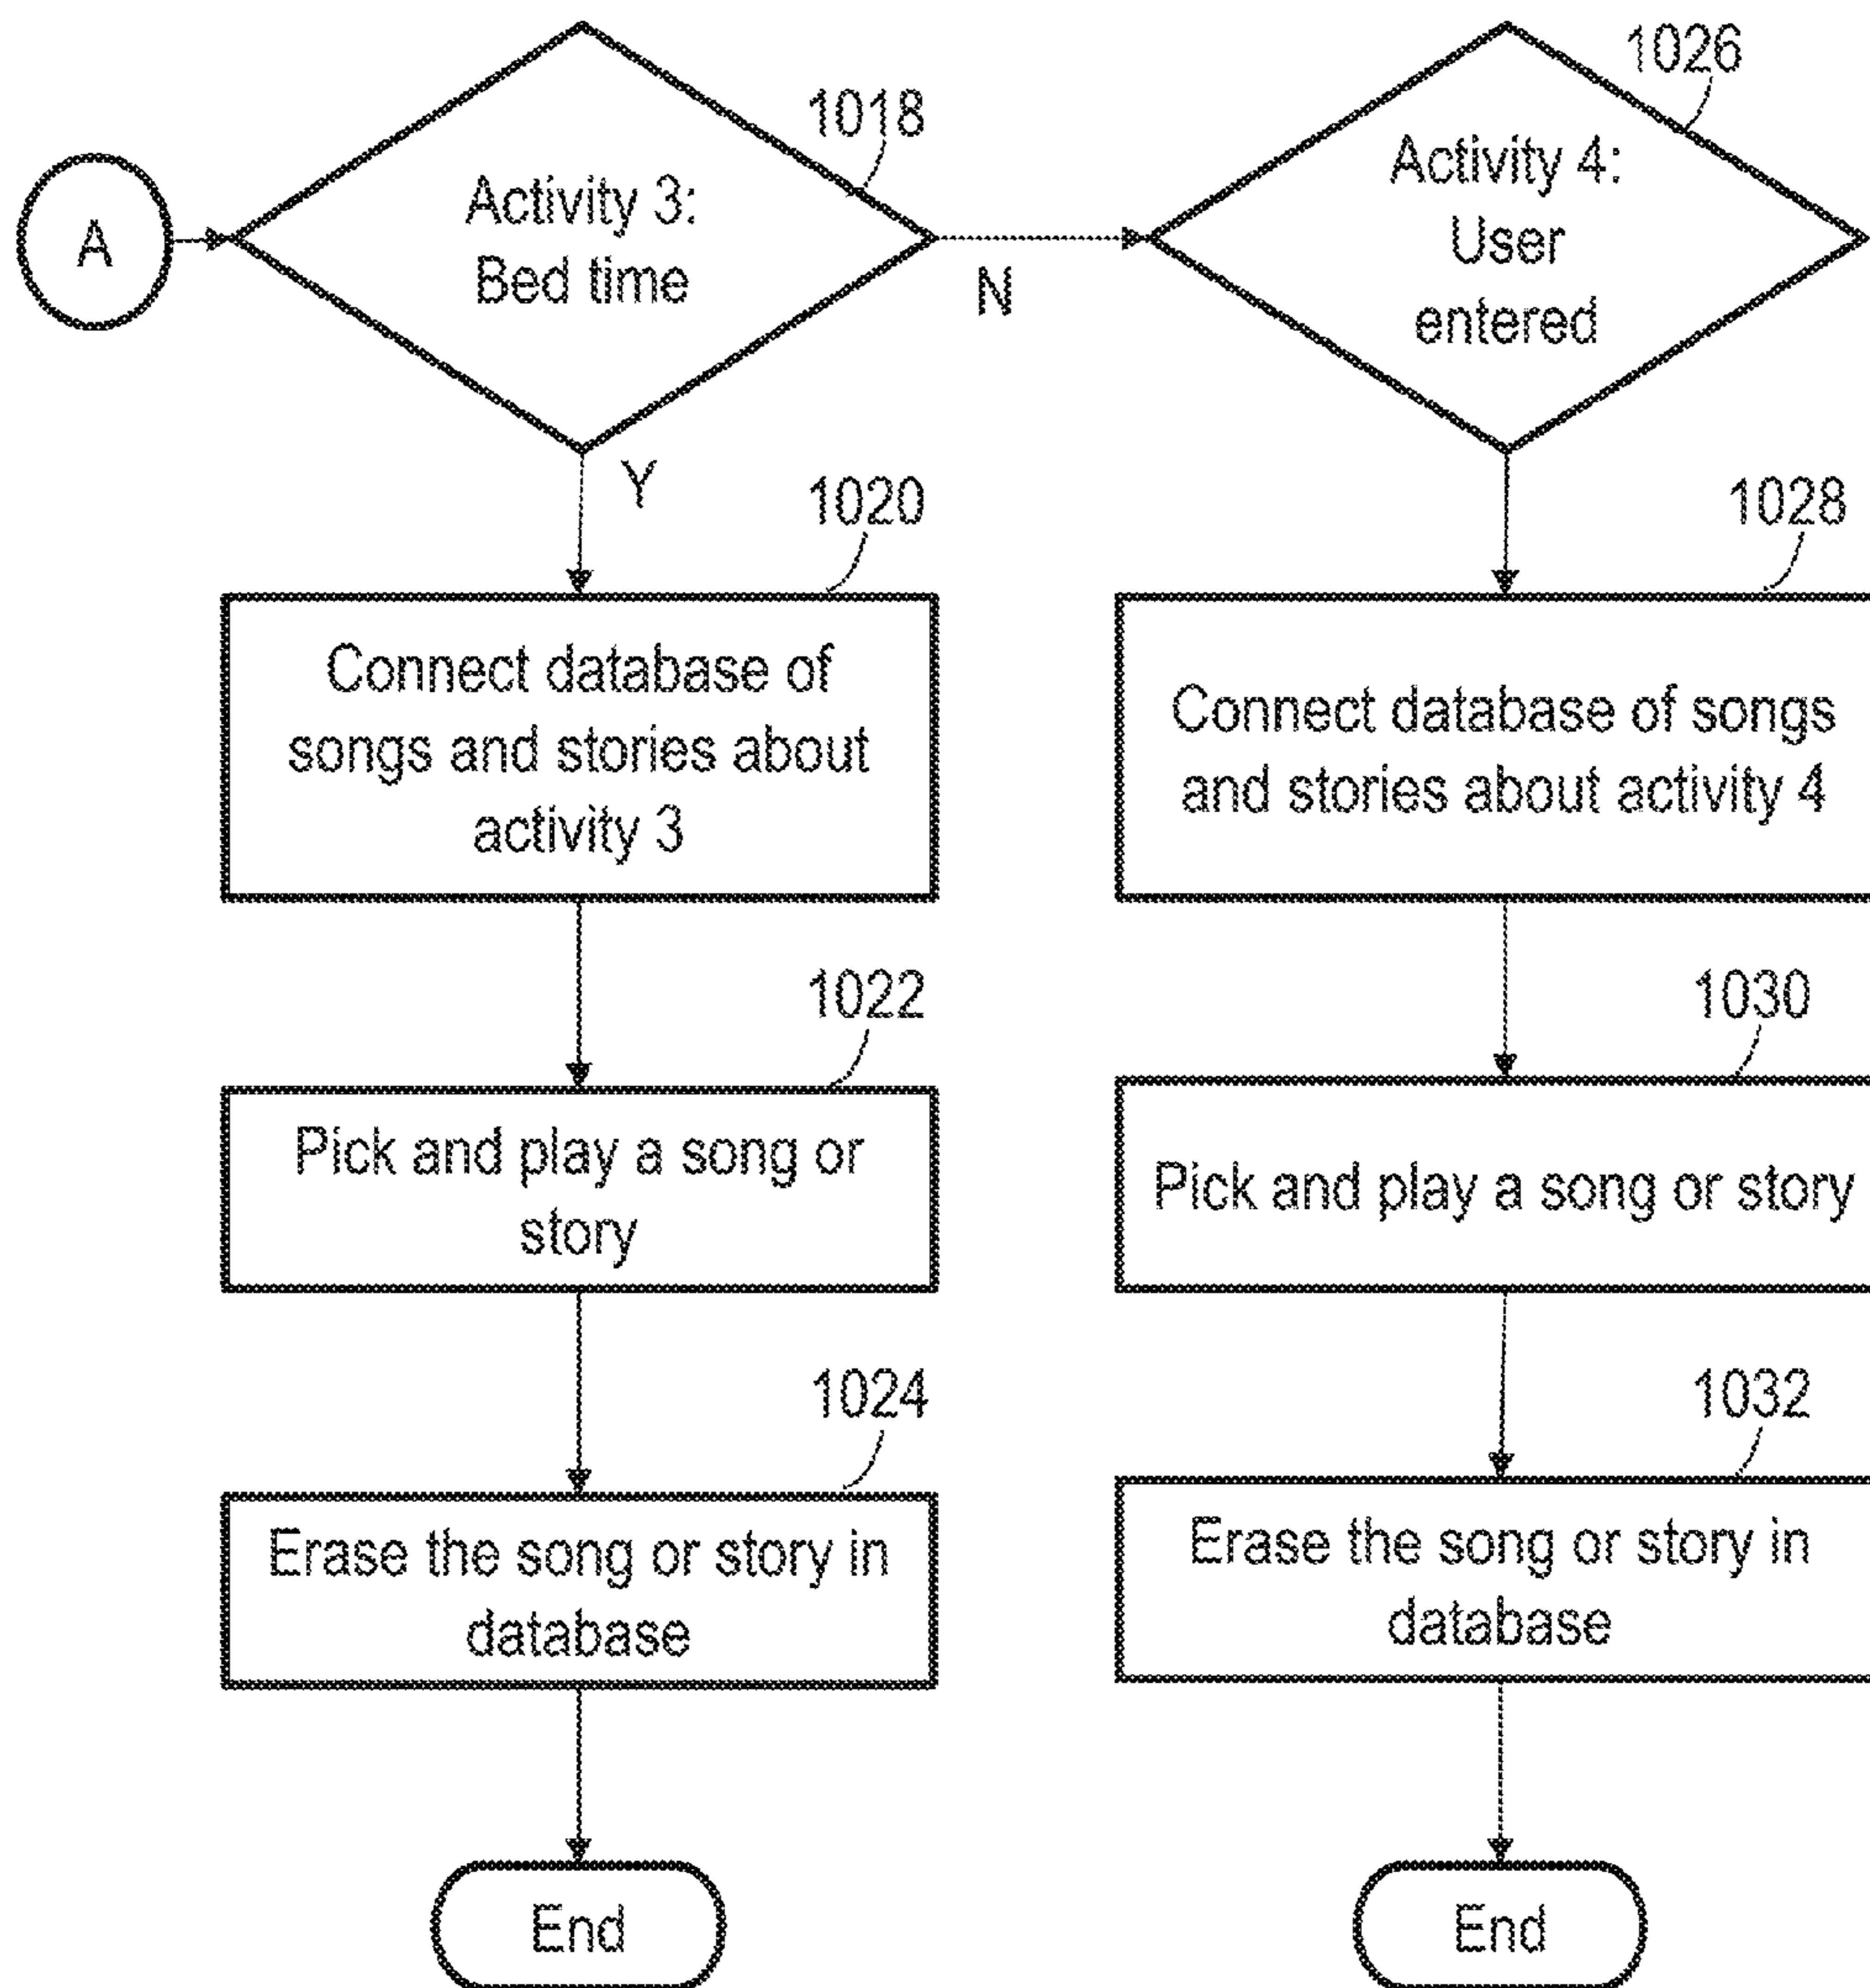 A
Activity 3:
Bed time
1018
N
Activity 4:
User
entered
1026
Y
1020
Connect database of
songs and stories about
activity 3
1022
Pick and play a song or
story
1024
Erase the song or story in
database
End
1028
Connect database of songs
and stories about activity 4
1030
Pick and play a song or story
1032
Erase the song or story in
database
End